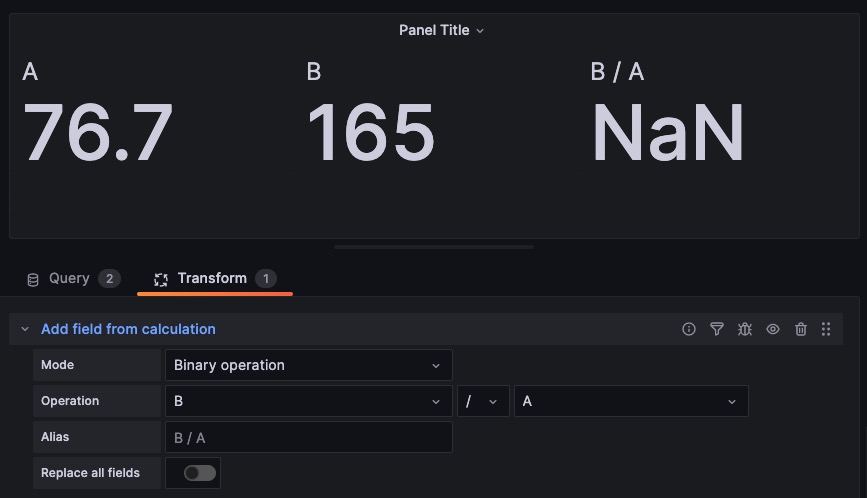 Panel Title
A B B / A
76.7 165 NaN
Query 2 Transform 1
Add field from calculation
Mode Binary operation
Operation B / A
Alias B / A
Replace all fields